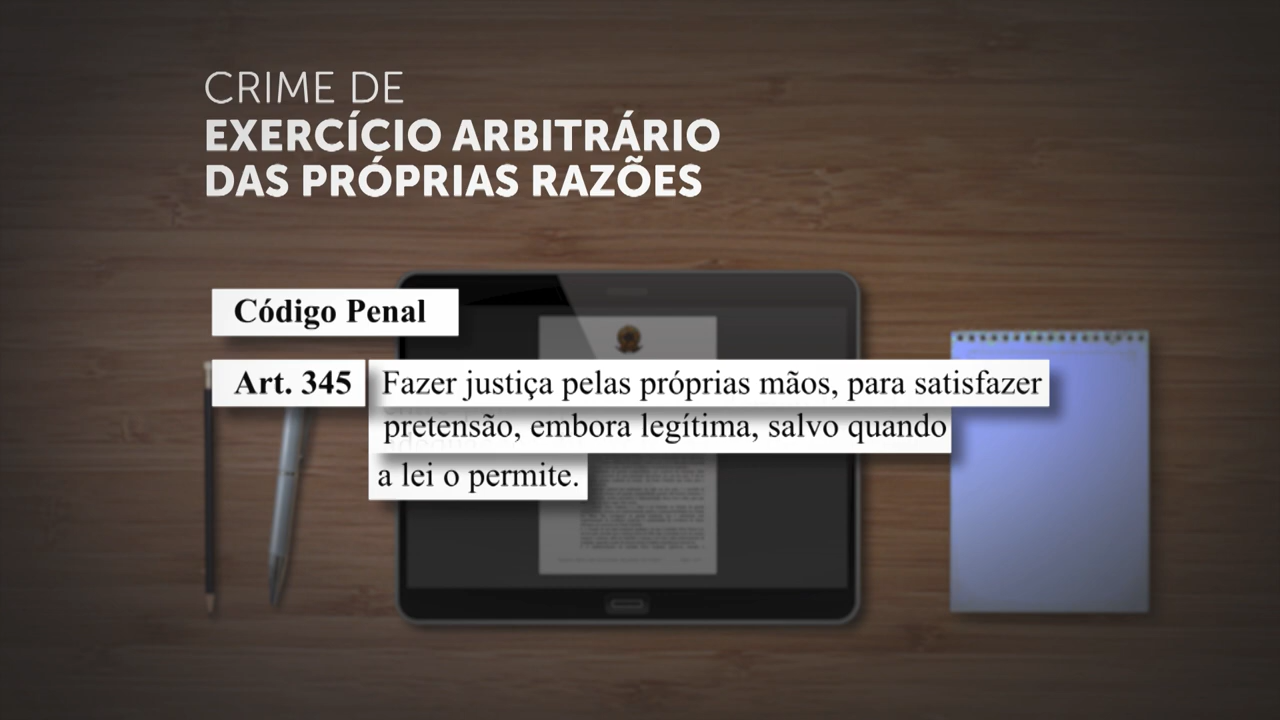 CRIME DE
EXERCÍCIO ARBITRÁRIO
DAS PRÓPRIAS RAZÕES
Código Penal
Art. 345 Fazer justiça pelas próprias mãos, para satisfazer
pretensão, embora legítima, salvo quando
a lei o permite.